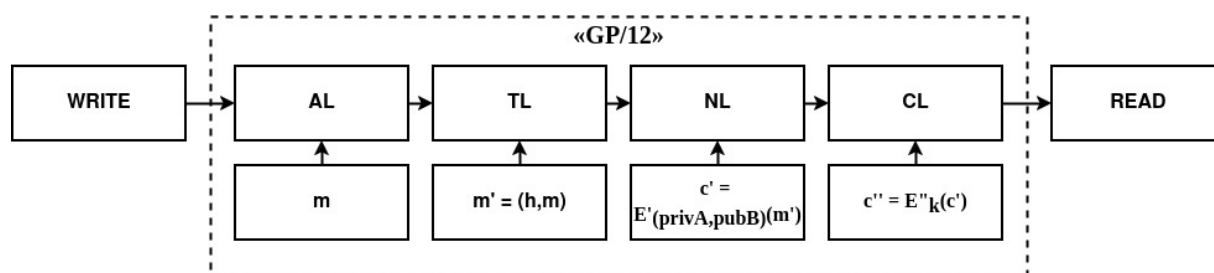 «GP/12»
WRITE
AL
TL
NL
CL
READ
m
m' = (h,m)
c' =
E'(privA,pubB)(m')
c'' = E"k(c')